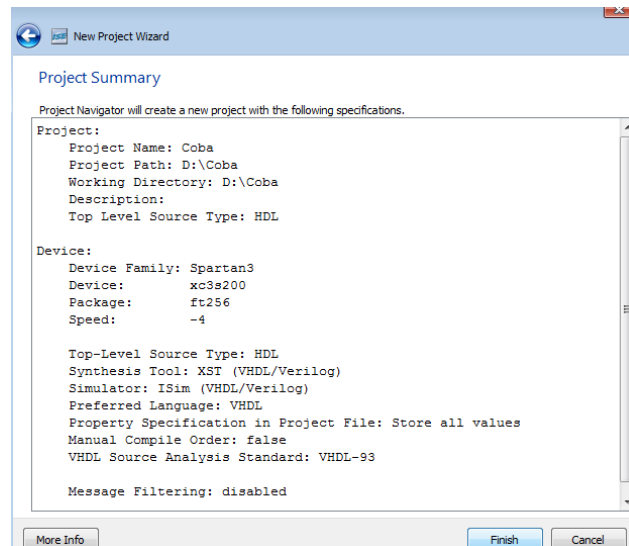 ISE
New Project Wizard
Project Summary
Project Navigator will create a new project with the following specifications.
Project:
Project Name: Coba
Project Path: D:\Coba
Working Directory: D:\Coba
Description:
Top Level Source Type: HDL
Device:
Device Family: Spartan3
Device: xc3s200
Package: ft256
Speed: -4
Top-Level Source Type: HDL
Synthesis Tool: XST (VHDL/Verilog)
Simulator: ISim (VHDL/Verilog)
Preferred Language: VHDL
Property Specification in Project File: Store all values
Manual Compile Order: false
VHDL Source Analysis Standard: VHDL-93
Message Filtering: disabled
More Info
Finish
Cancel